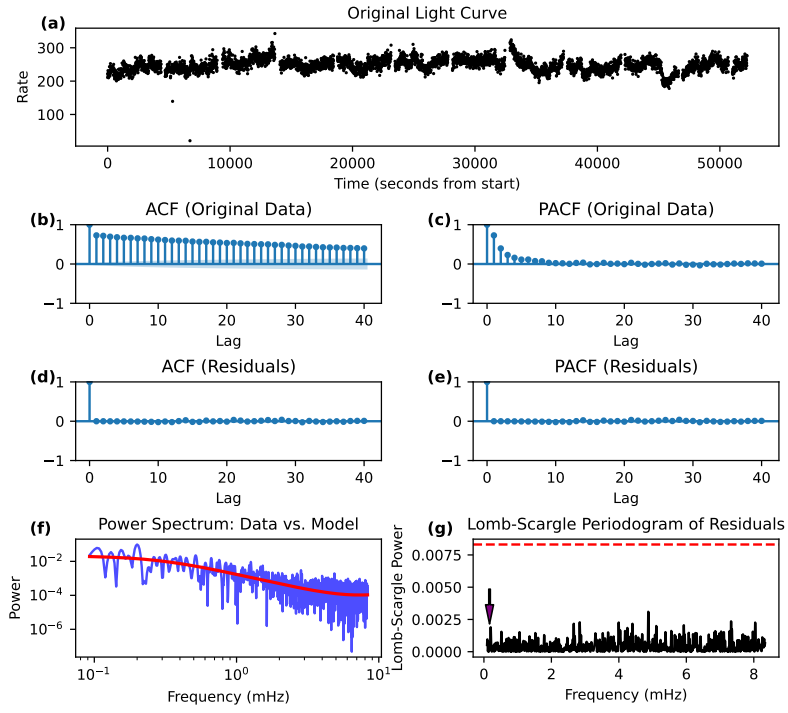 (a)
Original Light Curve
Rate
300
200
100
0
10000
20000
30000
40000
50000
Time (seconds from start)
(b)
ACF (Original Data)
1
0
−1
0
10
20
30
40
Lag
(c)
PACF (Original Data)
1
0
−1
0
10
20
30
40
Lag
(d)
ACF (Residuals)
1
0
−1
0
10
20
30
40
Lag
(e)
PACF (Residuals)
1
0
−1
0
10
20
30
40
Lag
(f)
Power Spectrum: Data vs. Model
Power
10⁻²
10⁻⁴
10⁻⁶
10⁻¹
10⁰
10¹
Frequency (mHz)
(g)
Lomb-Scargle Periodogram of Residuals
Lomb-Scargle Power
0.0075
0.0050
0.0025
0.0000
0
2
4
6
8
Frequency (mHz)